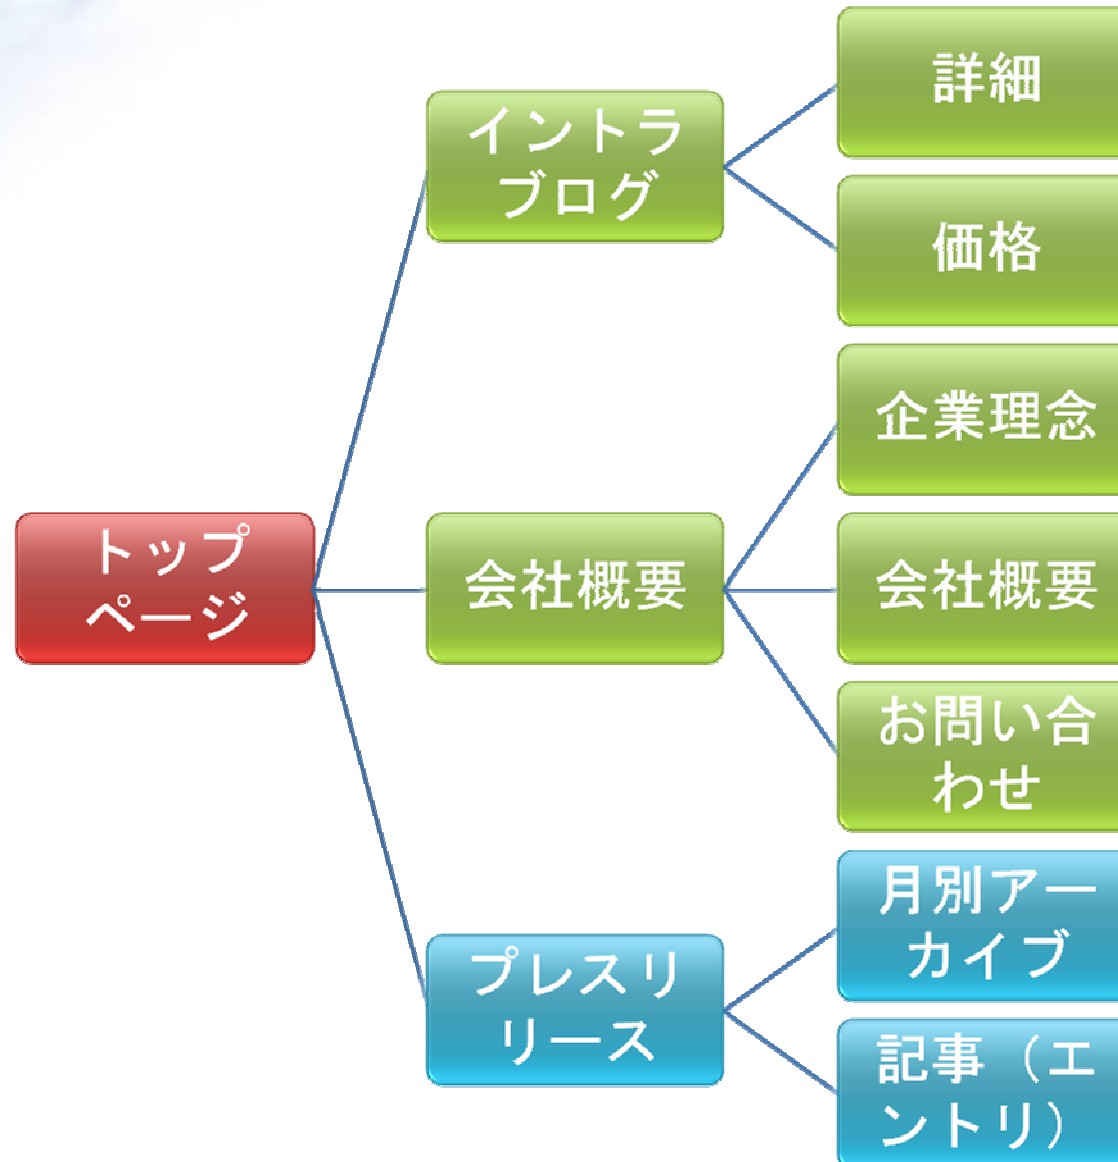 詳細
イントラ
ブログ
価格
企業理念
トップ
ページ
会社概要
会社概要
お問い合
わせ
月別アー
カイブ
プレスリ
リース
記事（エ
ントリ）